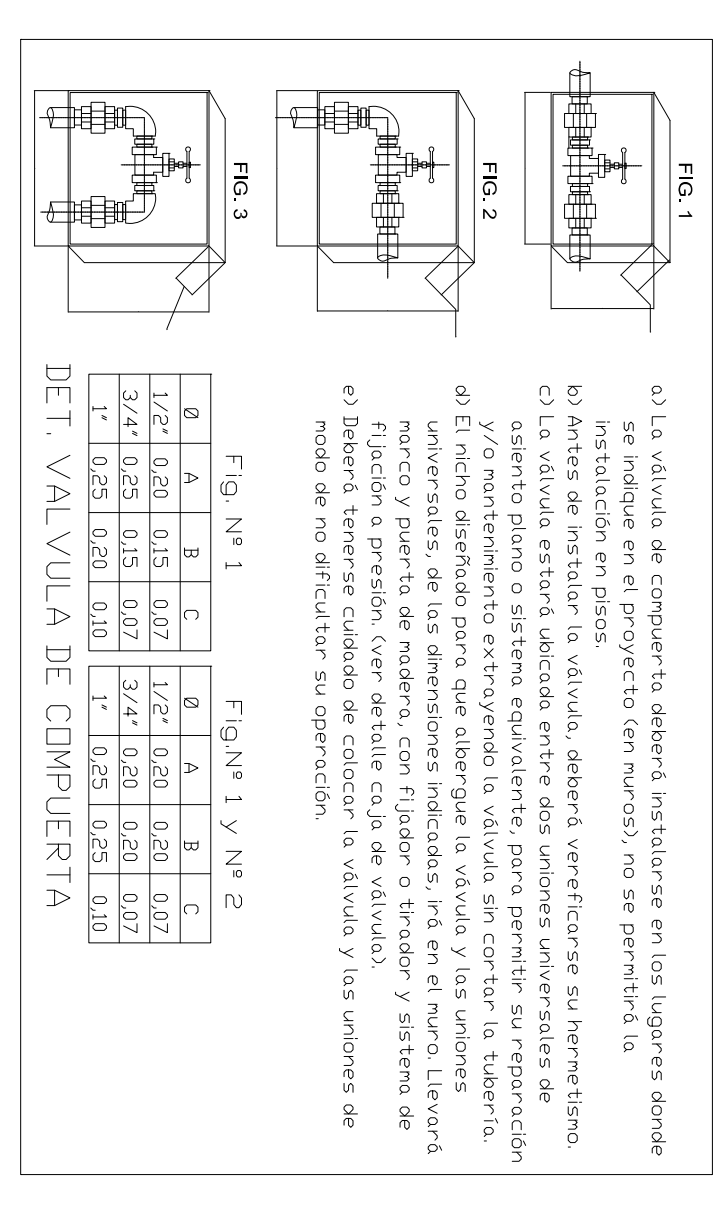 FIG. 1
FIG. 2
FIG. 3
a) La válvula de compuerta deberá instalarse en los lugares donde
se indique en el proyecto (en muros), no se permitirá la
instalación en pisos.
b) Antes de instalar la válvula, deberá vereficarse su hermetismo.
c) La válvula estará ubicada entre dos uniones universales de
asiento plano o sistema equivalente, para permitir su reparación
y/o mantenimiento extrayendo la válvula sin cortar la tubería.
d) El nicho diseñado para que albergue la vávula y las uniones
universales, de las dimensiones indicadas, irá en el muro. Llevará
marco y puerta de madera, con fijador o tirador y sistema de
fijación a presión. (ver detalle caja de válvula).
e) Deberá tenerse cuidado de colocar la válvula y las uniones de
modo de no dificultar su operación.
Fig. Nº 1
Ø A B C
1/2" 0,20 0,15 0,07
3/4" 0,25 0,15 0,07
1" 0,25 0,20 0,10
Fig.Nº 1 y Nº 2
Ø A B C
1/2" 0,20 0,20 0,07
3/4" 0,20 0,20 0,07
1" 0,25 0,25 0,10
DET. VALVULA DE COMPUERTA